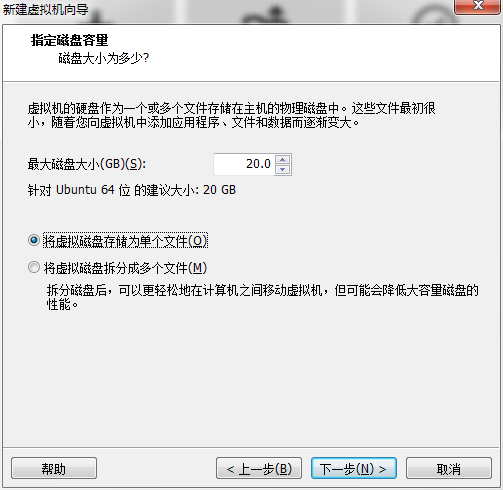 新建虚拟机向导
指定磁盘容量
磁盘大小为多少?
虚拟机的硬盘作为一个或多个文件存储在主机的物理磁盘中。这些文件最初很
小，随着您向虚拟机中添加应用程序、文件和数据而逐渐变大。
最大磁盘大小(GB)(S): 20.0
针对 Ubuntu 64 位 的建议大小: 20 GB
将虚拟磁盘存储为单个文件(O)
将虚拟磁盘拆分成多个文件(M)
拆分磁盘后，可以更轻松地在计算机之间移动虚拟机，但可能会降低大容量磁盘的
性能。
帮助 < 上一步(B) 下一步(N) > 取消